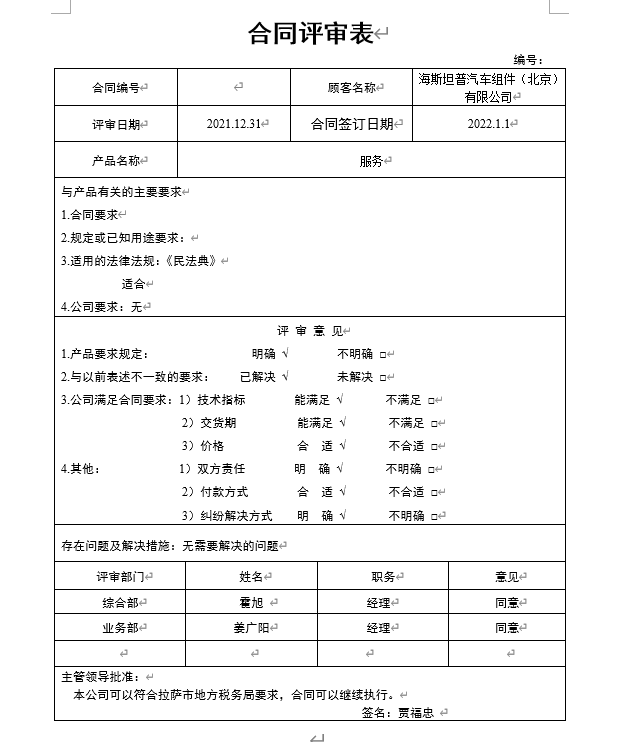 合同评审表
编号：
合同编号 顾客名称 海斯坦普汽车组件（北京）
有限公司
评审日期 2021.12.31 合同签订日期 2022.1.1
产品名称 服务
与产品有关的主要要求
1.合同要求
2.规定或已知用途要求：
3.适用的法律法规：《民法典》
适合
4.公司要求：无
评 审 意 见
1.产品要求规定： 明确 √ 不明确 □
2.与以前表述不一致的要求： 已解决 √ 未解决 □
3.公司满足合同要求：1）技术指标 能满足 √ 不满足 □
2）交货期 能满足 √ 不满足 □
3）价格 合 适 √ 不合适 □
4.其他： 1）双方责任 明 确 √ 不明确 □
2）付款方式 合 适 √ 不合适 □
3）纠纷解决方式 明 确 √ 不明确 □
存在问题及解决措施：无需要解决的问题
评审部门 姓名 职务 意见
综合部 霍旭 经理 同意
业务部 姜广阳 经理 同意
主管领导批准：
本公司可以符合拉萨市地方税务局要求，合同可以继续执行。
签名：贾福忠